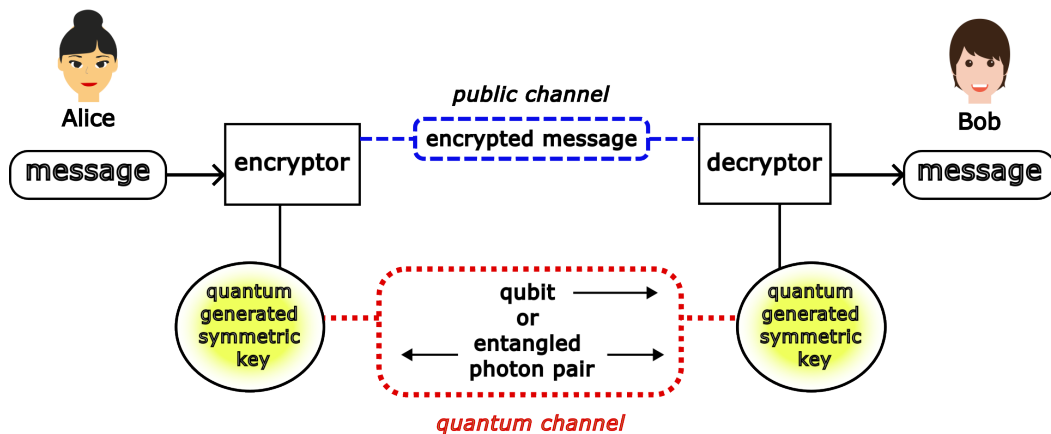 Alice
Bob
public channel
message
encryptor
encrypted message
decryptor
message
quantum
generated
symmetric
key
qubit
or
entangled
photon pair
quantum
generated
symmetric
key
quantum channel